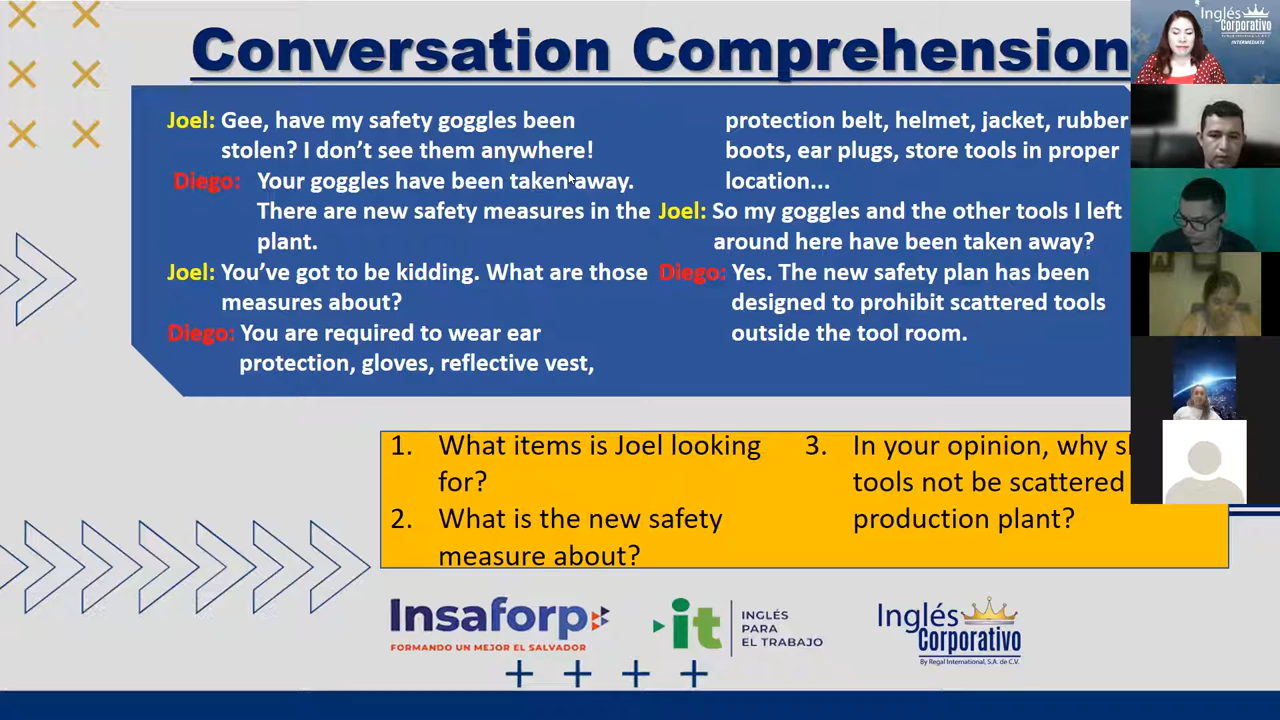 Conversation Comprehension
Joel: Gee, have my safety goggles been
stolen? I don't see them anywhere!
Diego: Your goggles have been taken away.
There are new safety measures in the
plant.
Joel: You've got to be kidding. What are those
measures about?
Diego: You are required to wear ear
protection, gloves, reflective vest,
protection belt, helmet, jacket, rubber
boots, ear plugs, store tools in proper
location...
Joel: So my goggles and the other tools I left
around here have been taken away?
Diego: Yes. The new safety plan has been
designed to prohibit scattered tools
outside the tool room.
1. What items is Joel looking
for?
2. What is the new safety
measure about?
3. In your opinion, why
tools not be scattered
production plant?
Insaforp
FORMANDO UN MEJOR EL SALVADOR
it
INGLÉS
PARA
EL TRABAJO
Inglés
Corporativo
By Regal International, S.A. de C.V.
Inglés
Corporativo
INTERMEDIATE